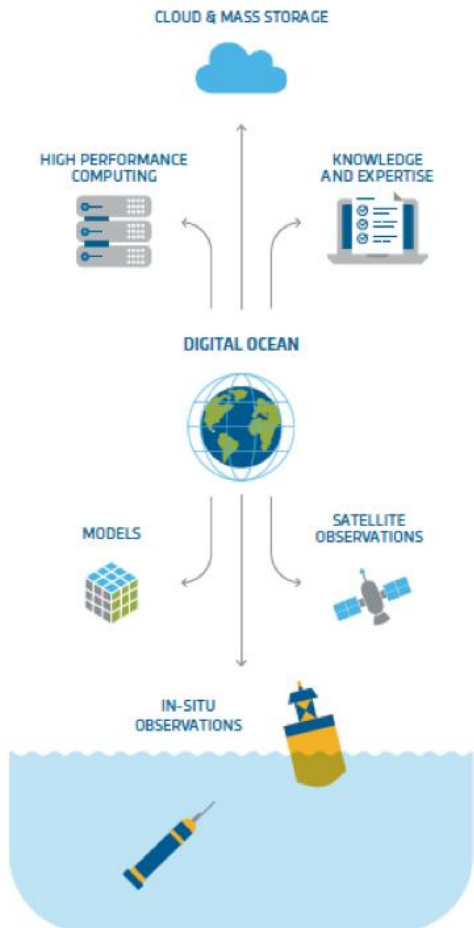 CLOUD & MASS STORAGE
HIGH PERFORMANCE
COMPUTING
KNOWLEDGE
AND EXPERTISE
DIGITAL OCEAN
MODELS
SATELLITE
OBSERVATIONS
IN-SITU
OBSERVATIONS